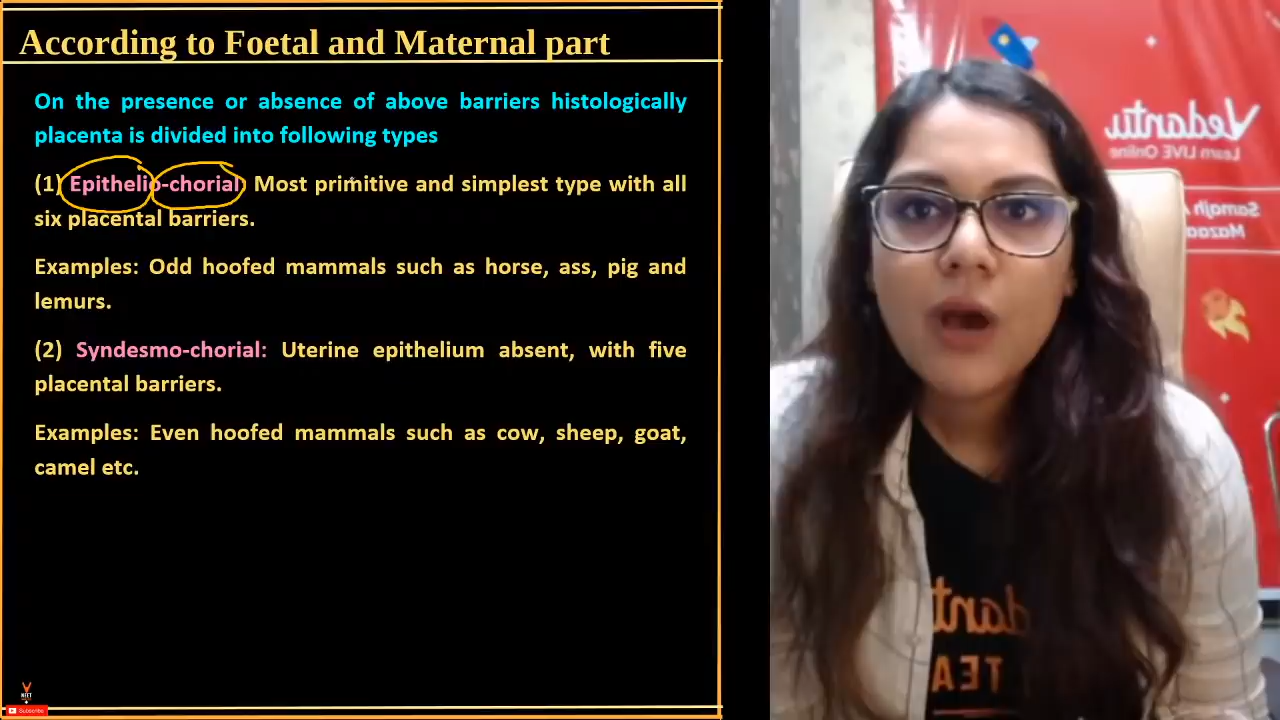 According to Foetal and Maternal part
On the presence or absence of above barriers histologically
placenta is divided into following types
(1) Epithelio-chorial: Most primitive and simplest type with all
six placental barriers.
Examples: Odd hoofed mammals such as horse, ass, pig and
lemurs.
(2) Syndesmo-chorial: Uterine epithelium absent, with five
placental barriers.
Examples: Even hoofed mammals such as cow, sheep, goat,
camel etc.
Vedantu
Learn LIVE Online
Samajh
NEET
Subscribe